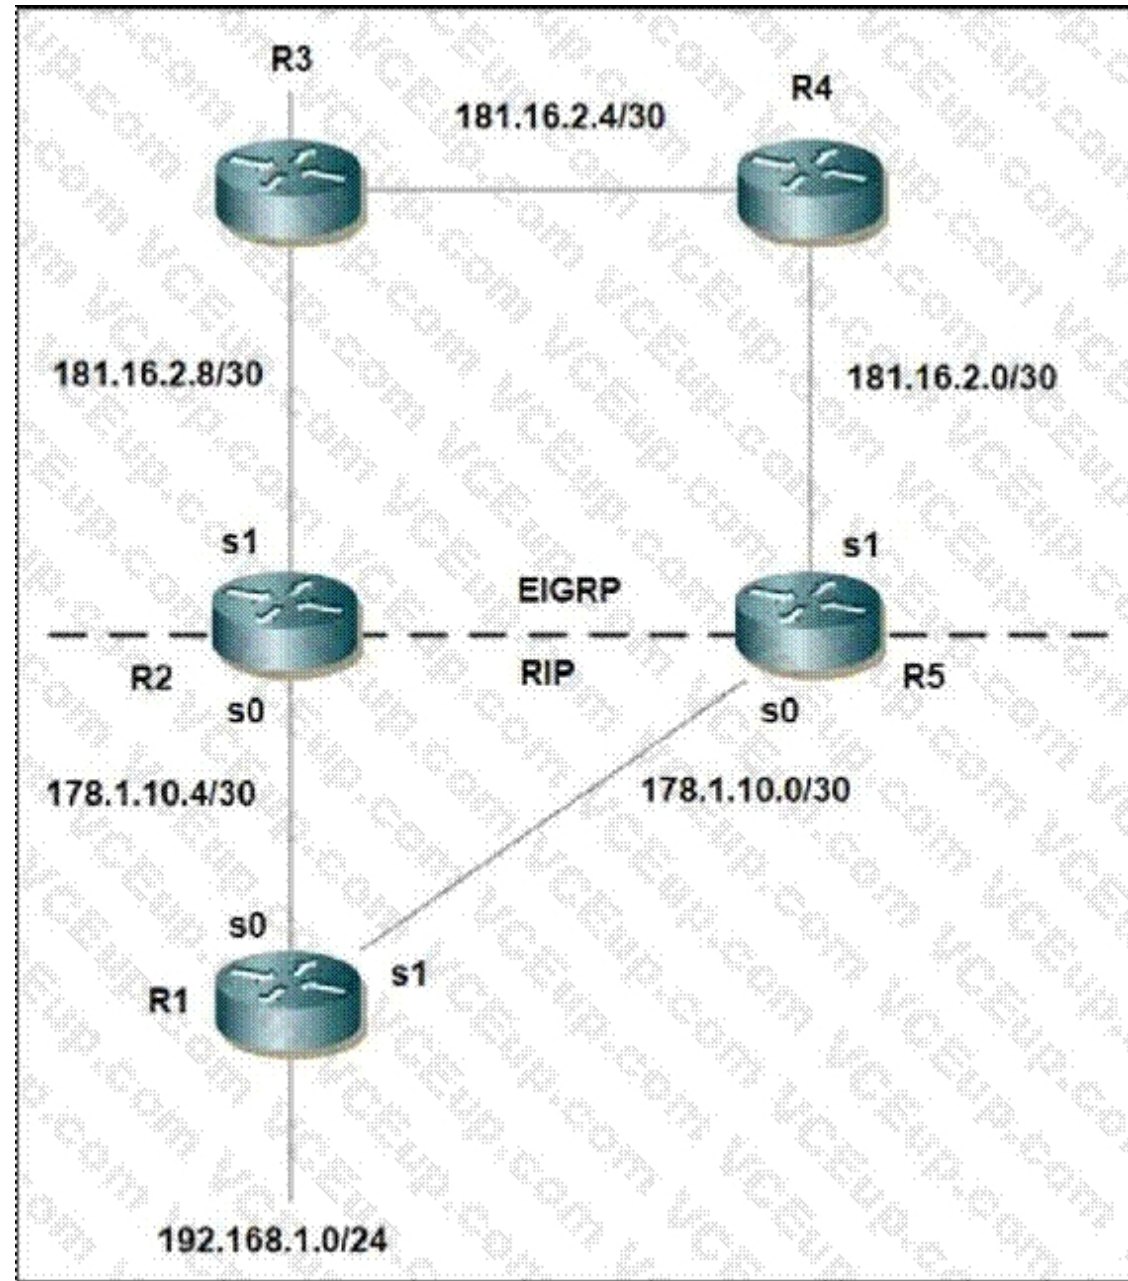 R3
R4
181.16.2.4/30
181.16.2.8/30
181.16.2.0/30
s1
s1
EIGRP
RIP
R2
R5
s0
s0
178.1.10.4/30
178.1.10.0/30
s0
s1
R1
192.168.1.0/24
VCEup.com